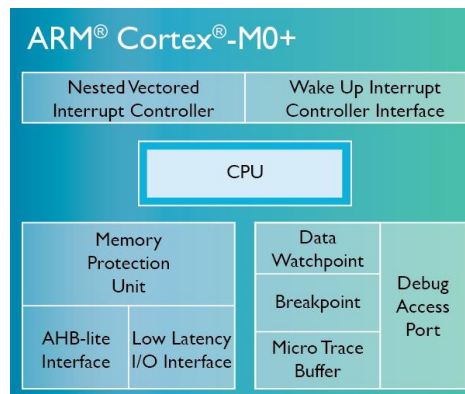 ARM® Cortex®-M0+
Nested Vectored
Interrupt Controller
Wake Up Interrupt
Controller Interface
CPU
Memory
Protection
Unit
AHB-lite
Interface
Low Latency
I/O Interface
Data
Watchpoint
Breakpoint
Micro Trace
Buffer
Debug
Access
Port